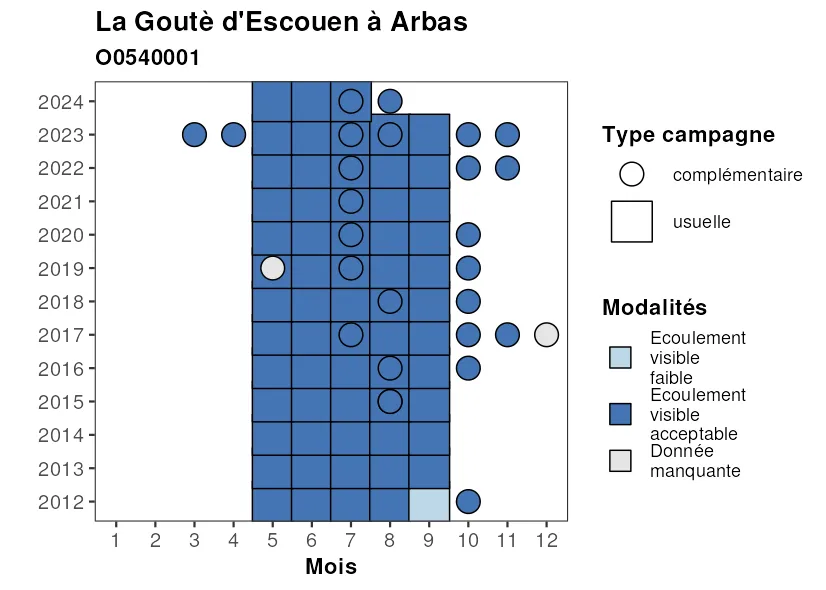 La Goutè d'Escouen à Arbas
O0540001
2024
2023
2022
2021
2020
2019
2018
2017
2016
2015
2014
2013
2012
1 2 3 4 5 6 7 8 9 10 11 12
Mois
Type campagne
complémentaire
usuelle
Modalités
Ecoulement
visible
faible
Ecoulement
visible
acceptable
Donnée
manquante